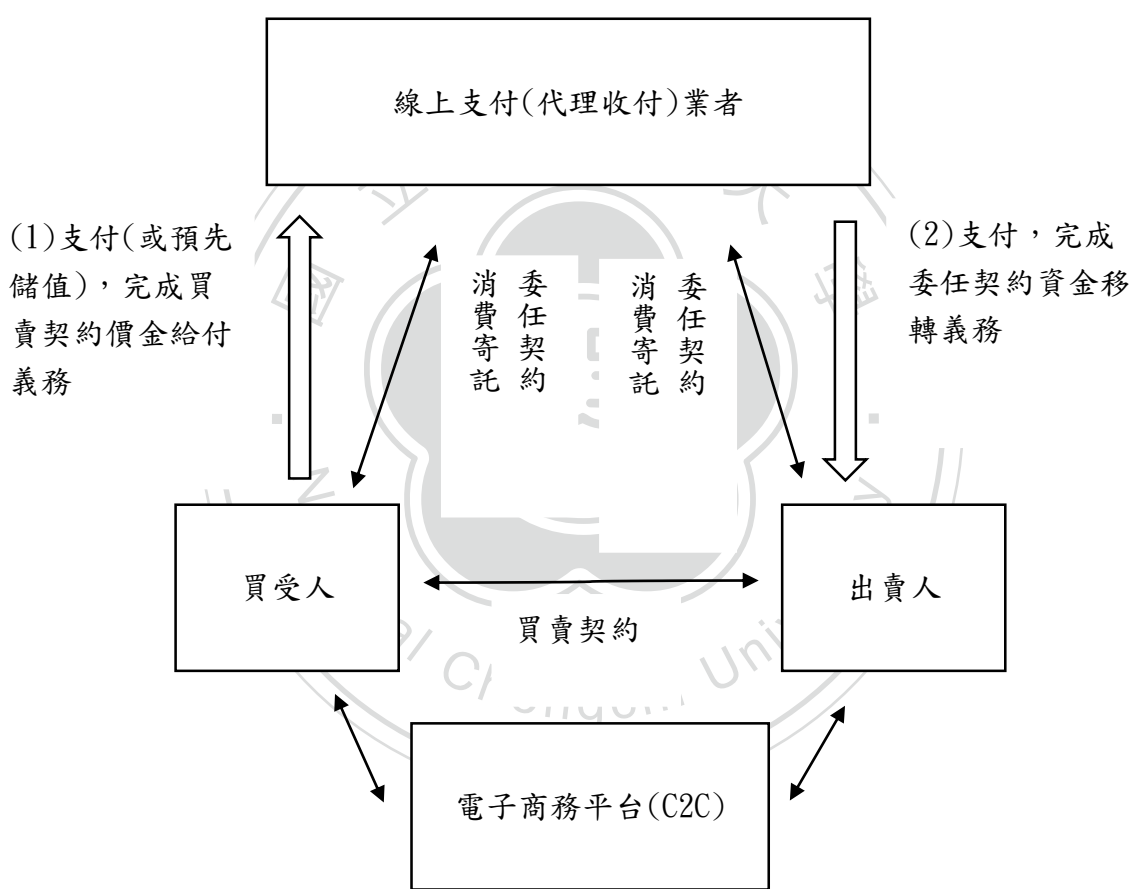 線上支付(代理收付)業者
(1)支付(或預先
儲值)，完成買
賣契約價金給付
義務
委任契約
消費寄託
委任契約
消費寄託
(2)支付，完成
委任契約資金移
轉義務
買受人
出賣人
買賣契約
電子商務平台(C2C)